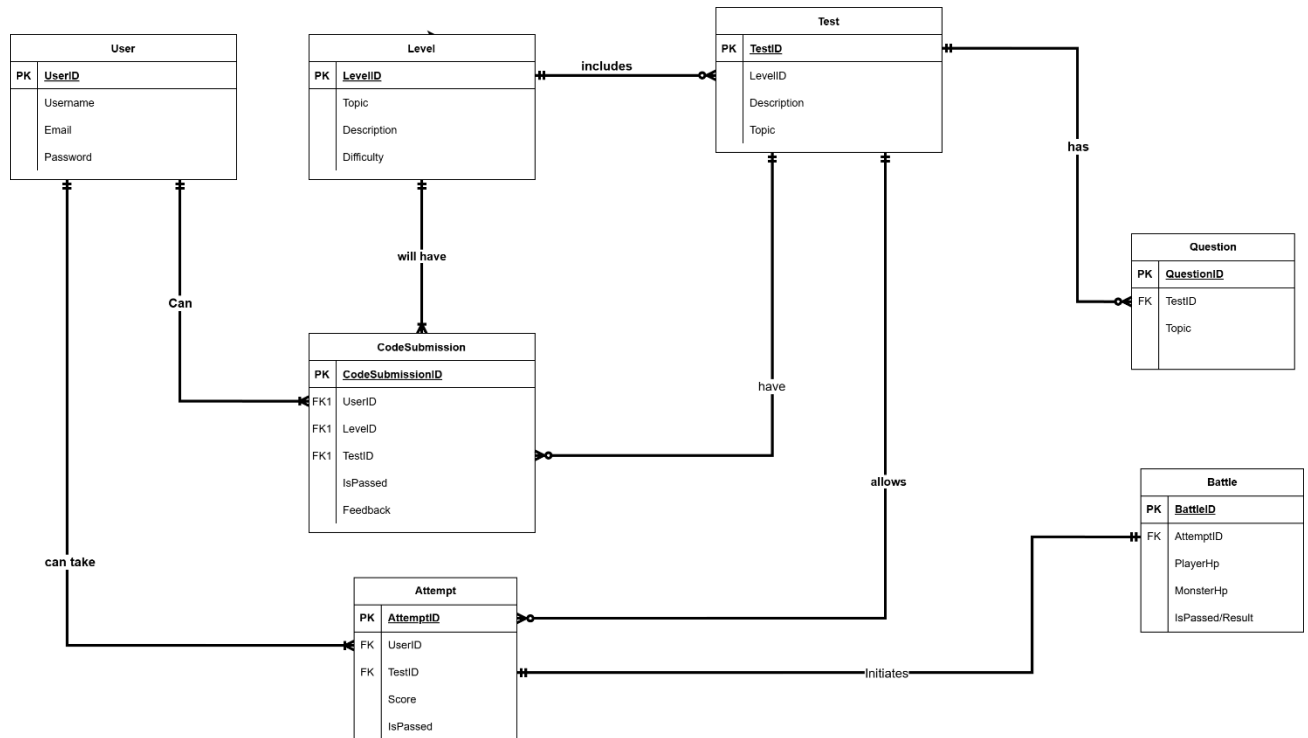 User
PK UserID
Username
Email
Password
Level
PK LevelID
Topic
Description
Difficulty
includes
Test
PK TestID
LevelID
Description
Topic
has
Question
PK QuestionID
FK TestID
Topic
will have
Can
CodeSubmission
PK CodeSubmissionID
FK1 UserID
FK1 LevelID
FK1 TestID
IsPassed
Feedback
have
allows
can take
Attempt
PK AttemptID
FK UserID
FK TestID
Score
IsPassed
Initiates
Battle
PK BattleID
FK AttemptID
PlayerHp
MonsterHp
IsPassed/Result